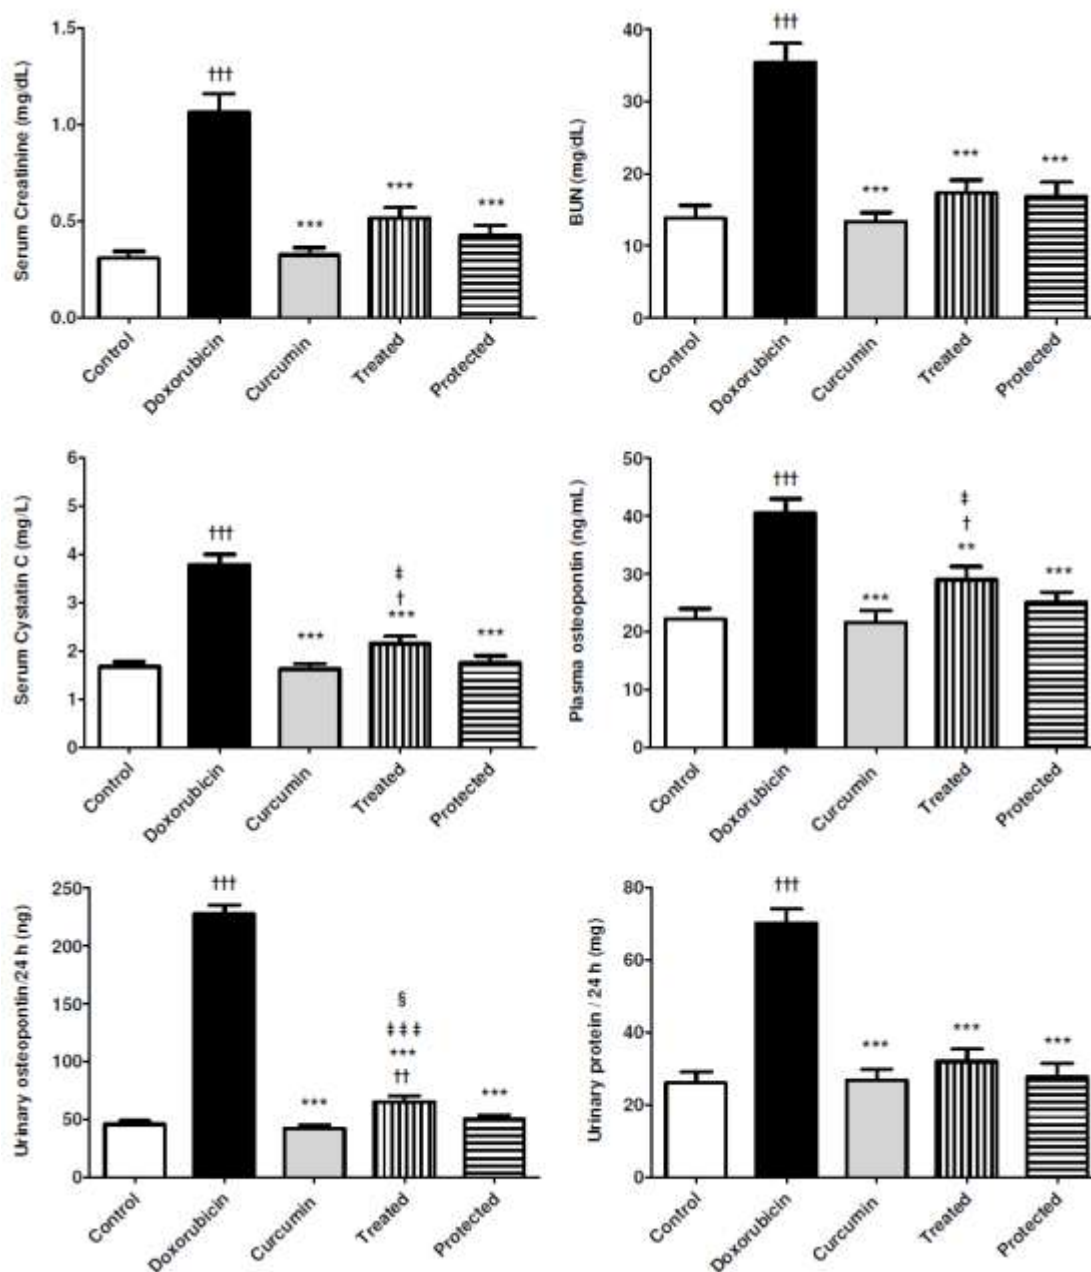 Serum Creatinine (mg/dL)
1.5
1.0
0.5
0.0
†††
***
***
***
Control
Doxorubicin
Curcumin
Treated
Protected
BUN (mg/dL)
40
30
20
10
0
†††
***
***
***
Control
Doxorubicin
Curcumin
Treated
Protected
Serum Cystatin C (mg/L)
6
5
4
3
2
1
0
†††
***
‡
†
***
***
Control
Doxorubicin
Curcumin
Treated
Protected
Plasma osteopontin (ng/mL)
50
40
30
20
10
0
†††
***
‡
†
**
***
Control
Doxorubicin
Curcumin
Treated
Protected
Urinary osteopontin/24 h (ng)
250
200
150
100
50
0
†††
***
§
‡‡‡
***
††
***
Control
Doxorubicin
Curcumin
Treated
Protected
Urinary protein / 24 h (mg)
80
60
40
20
0
†††
***
***
***
Control
Doxorubicin
Curcumin
Treated
Protected